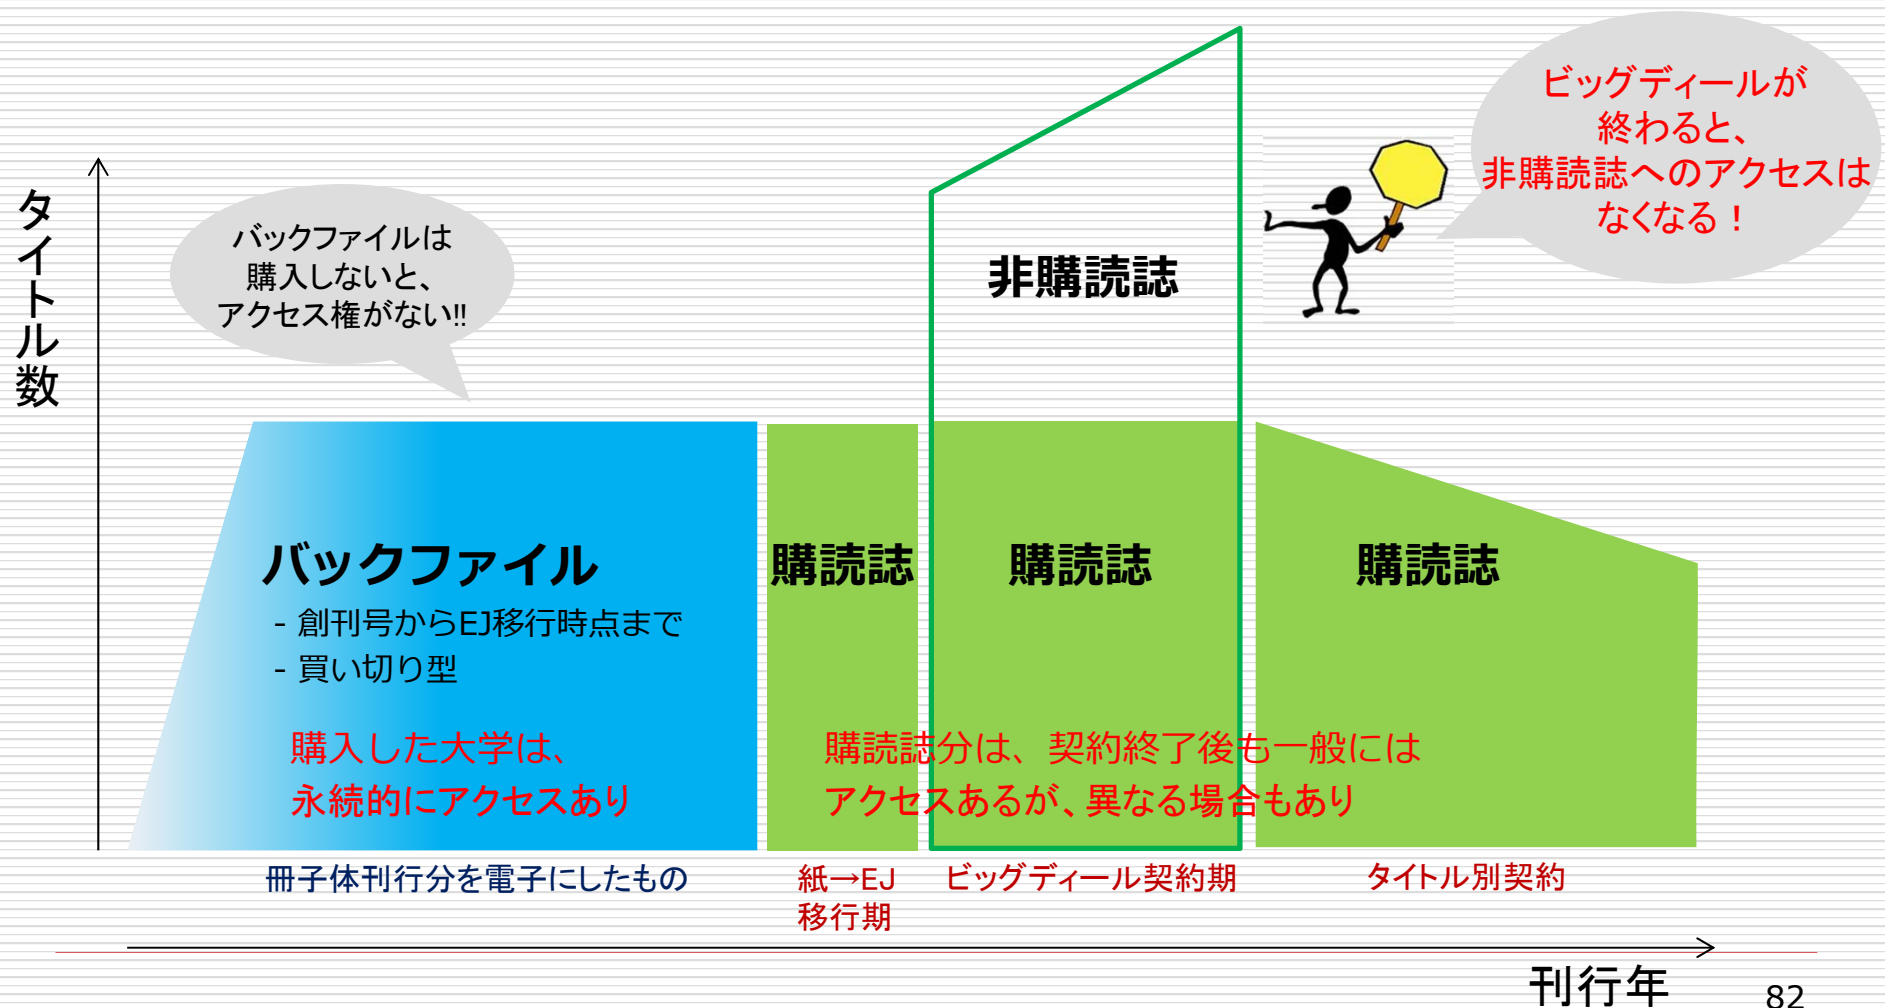 タイトル数
バックファイルは
購入しないと、
アクセス権がない!!
非購読誌
ビッグディールが
終わると、
非購読誌へのアクセスは
なくなる！
バックファイル
- 創刊号からEJ移行時点まで
- 買い切り型
購入した大学は、
永続的にアクセスあり
購読誌
購読誌
購読誌
購読誌分は、契約終了後も一般には
アクセスあるが、異なる場合もあり
冊子体刊行分を電子にしたもの
紙→EJ
移行期
ビッグディール契約期
タイトル別契約
刊行年
82